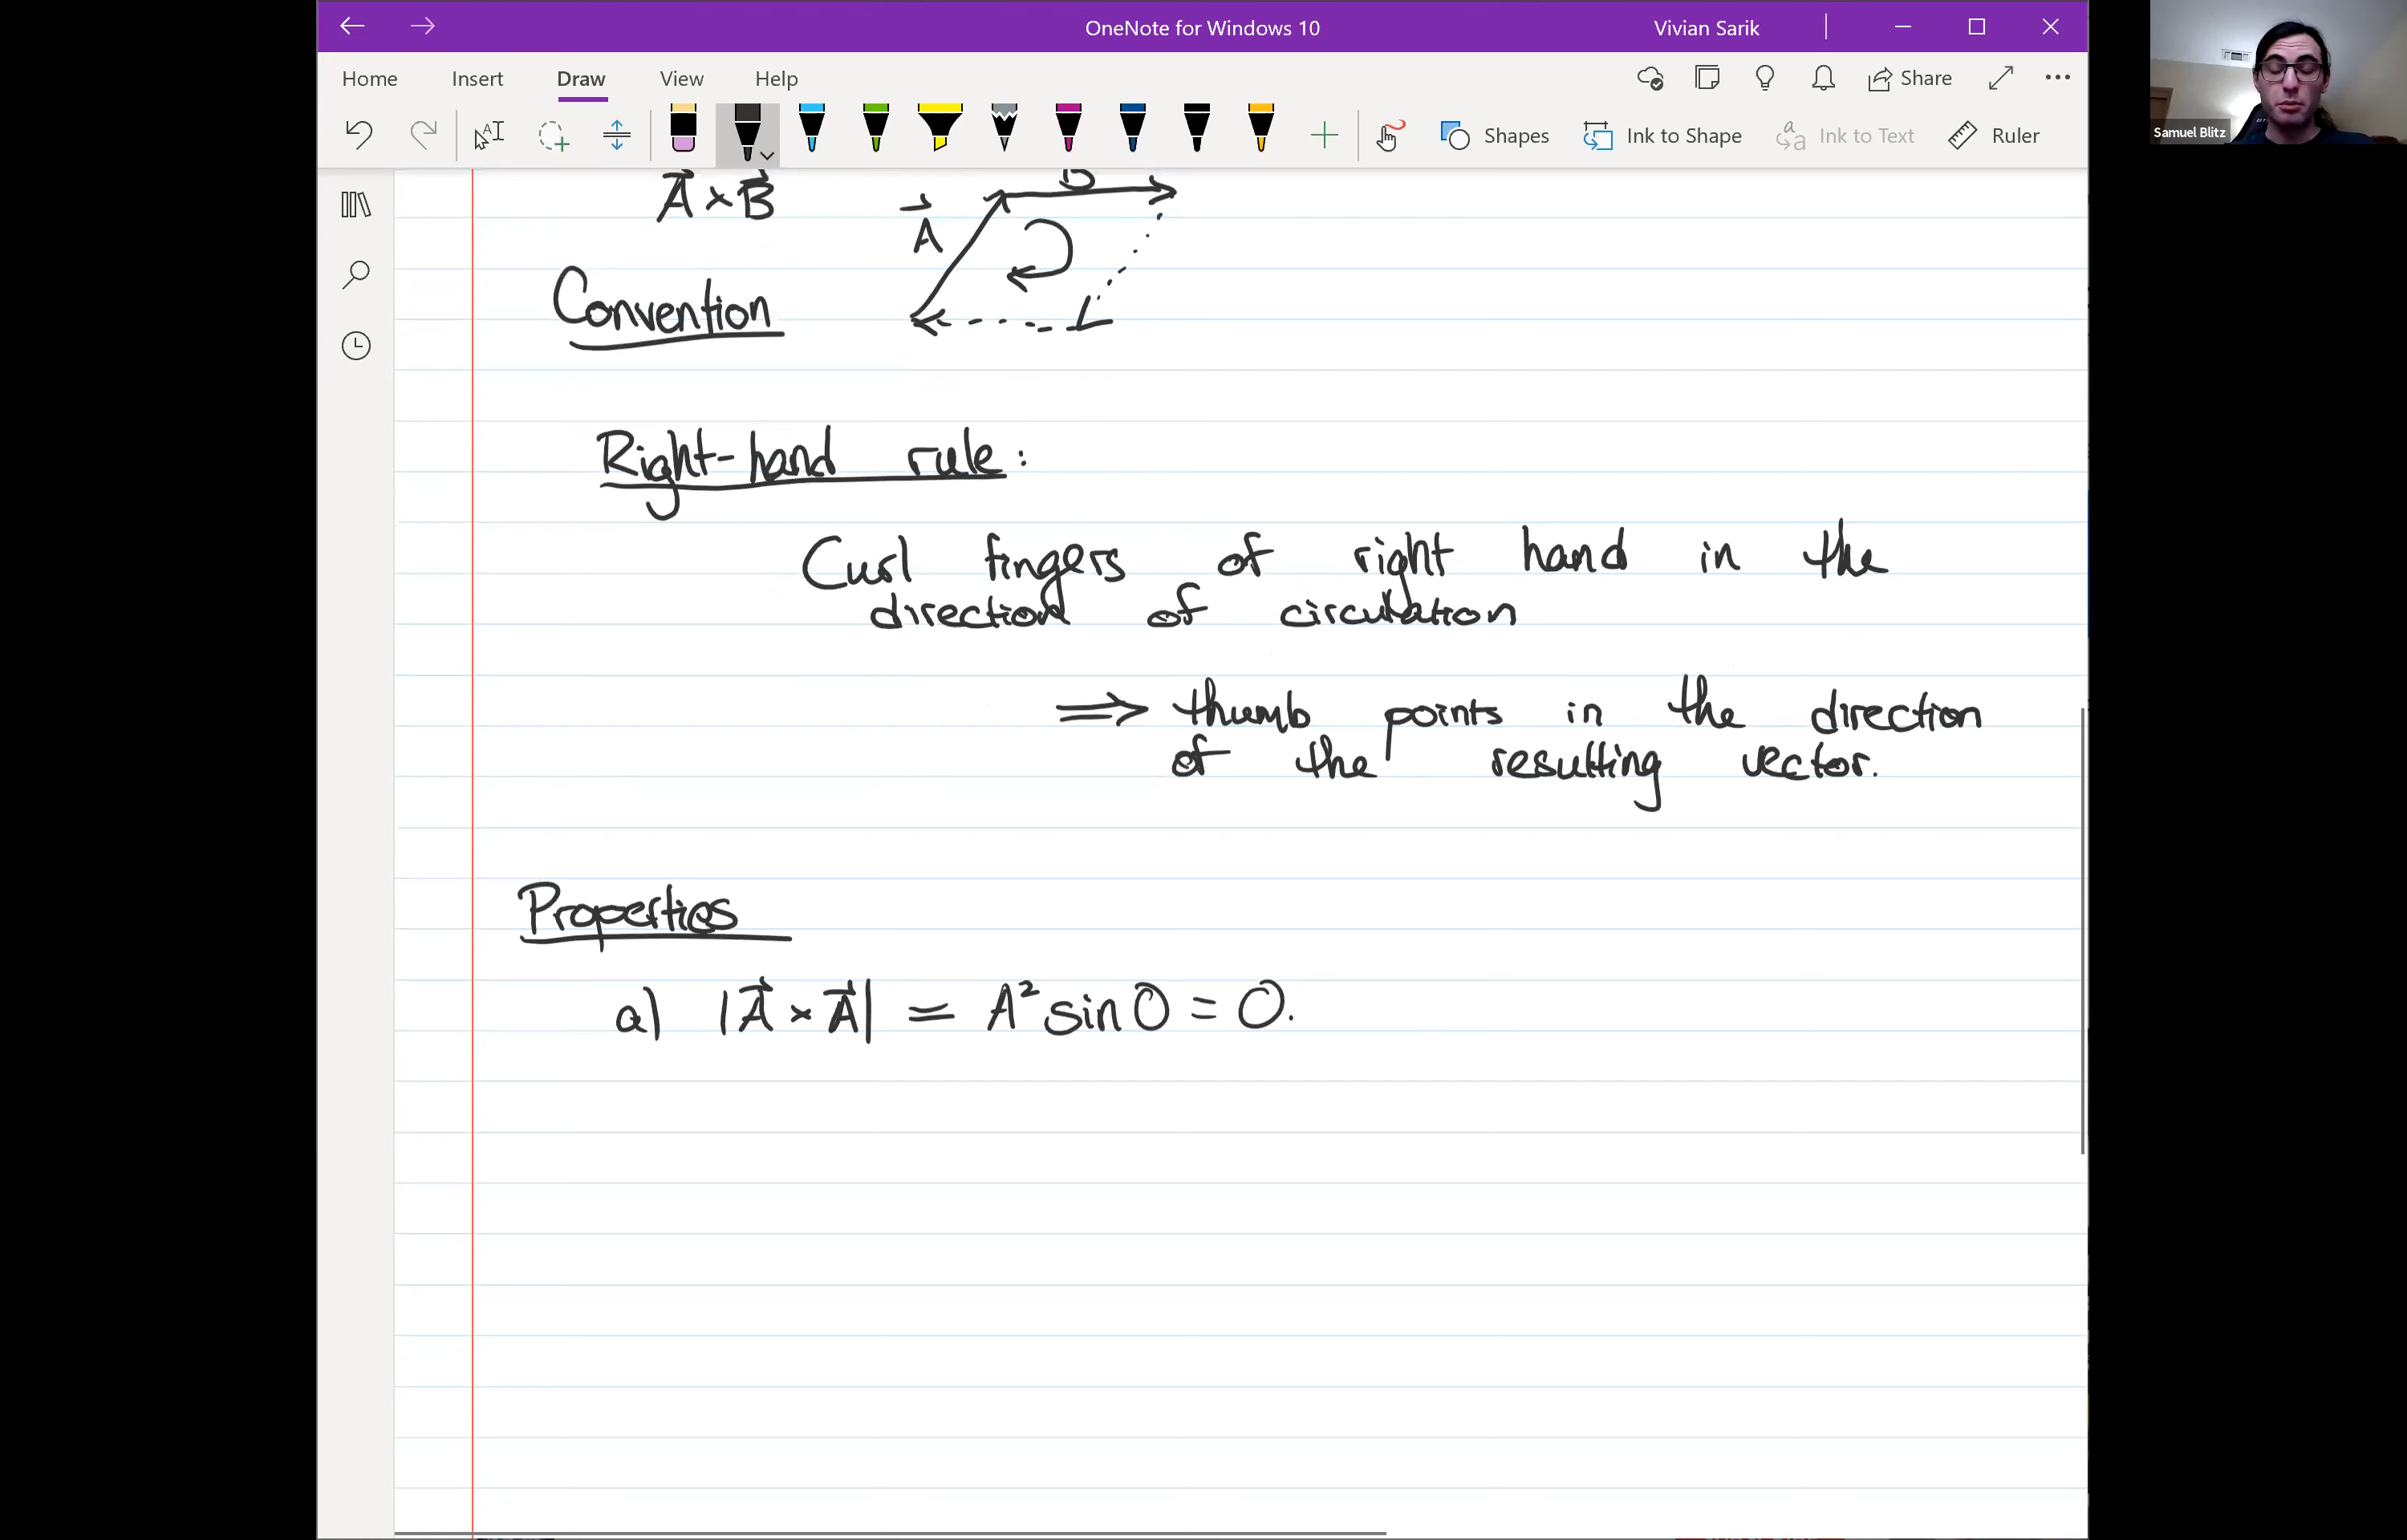 OneNote for Windows 10
Vivian Sarik
Home Insert Draw View Help
Share
Shapes Ink to Shape Ink to Text Ruler
Samuel Blitz
A⃗ × B⃗
A⃗
Convention
Right-hand rule:
Curl fingers of right hand in the
direction of circulation
⟹ thumb points in the direction
of the resulting vector.
Properties
a) |A⃗ × A⃗| = A² sin 0 = 0.